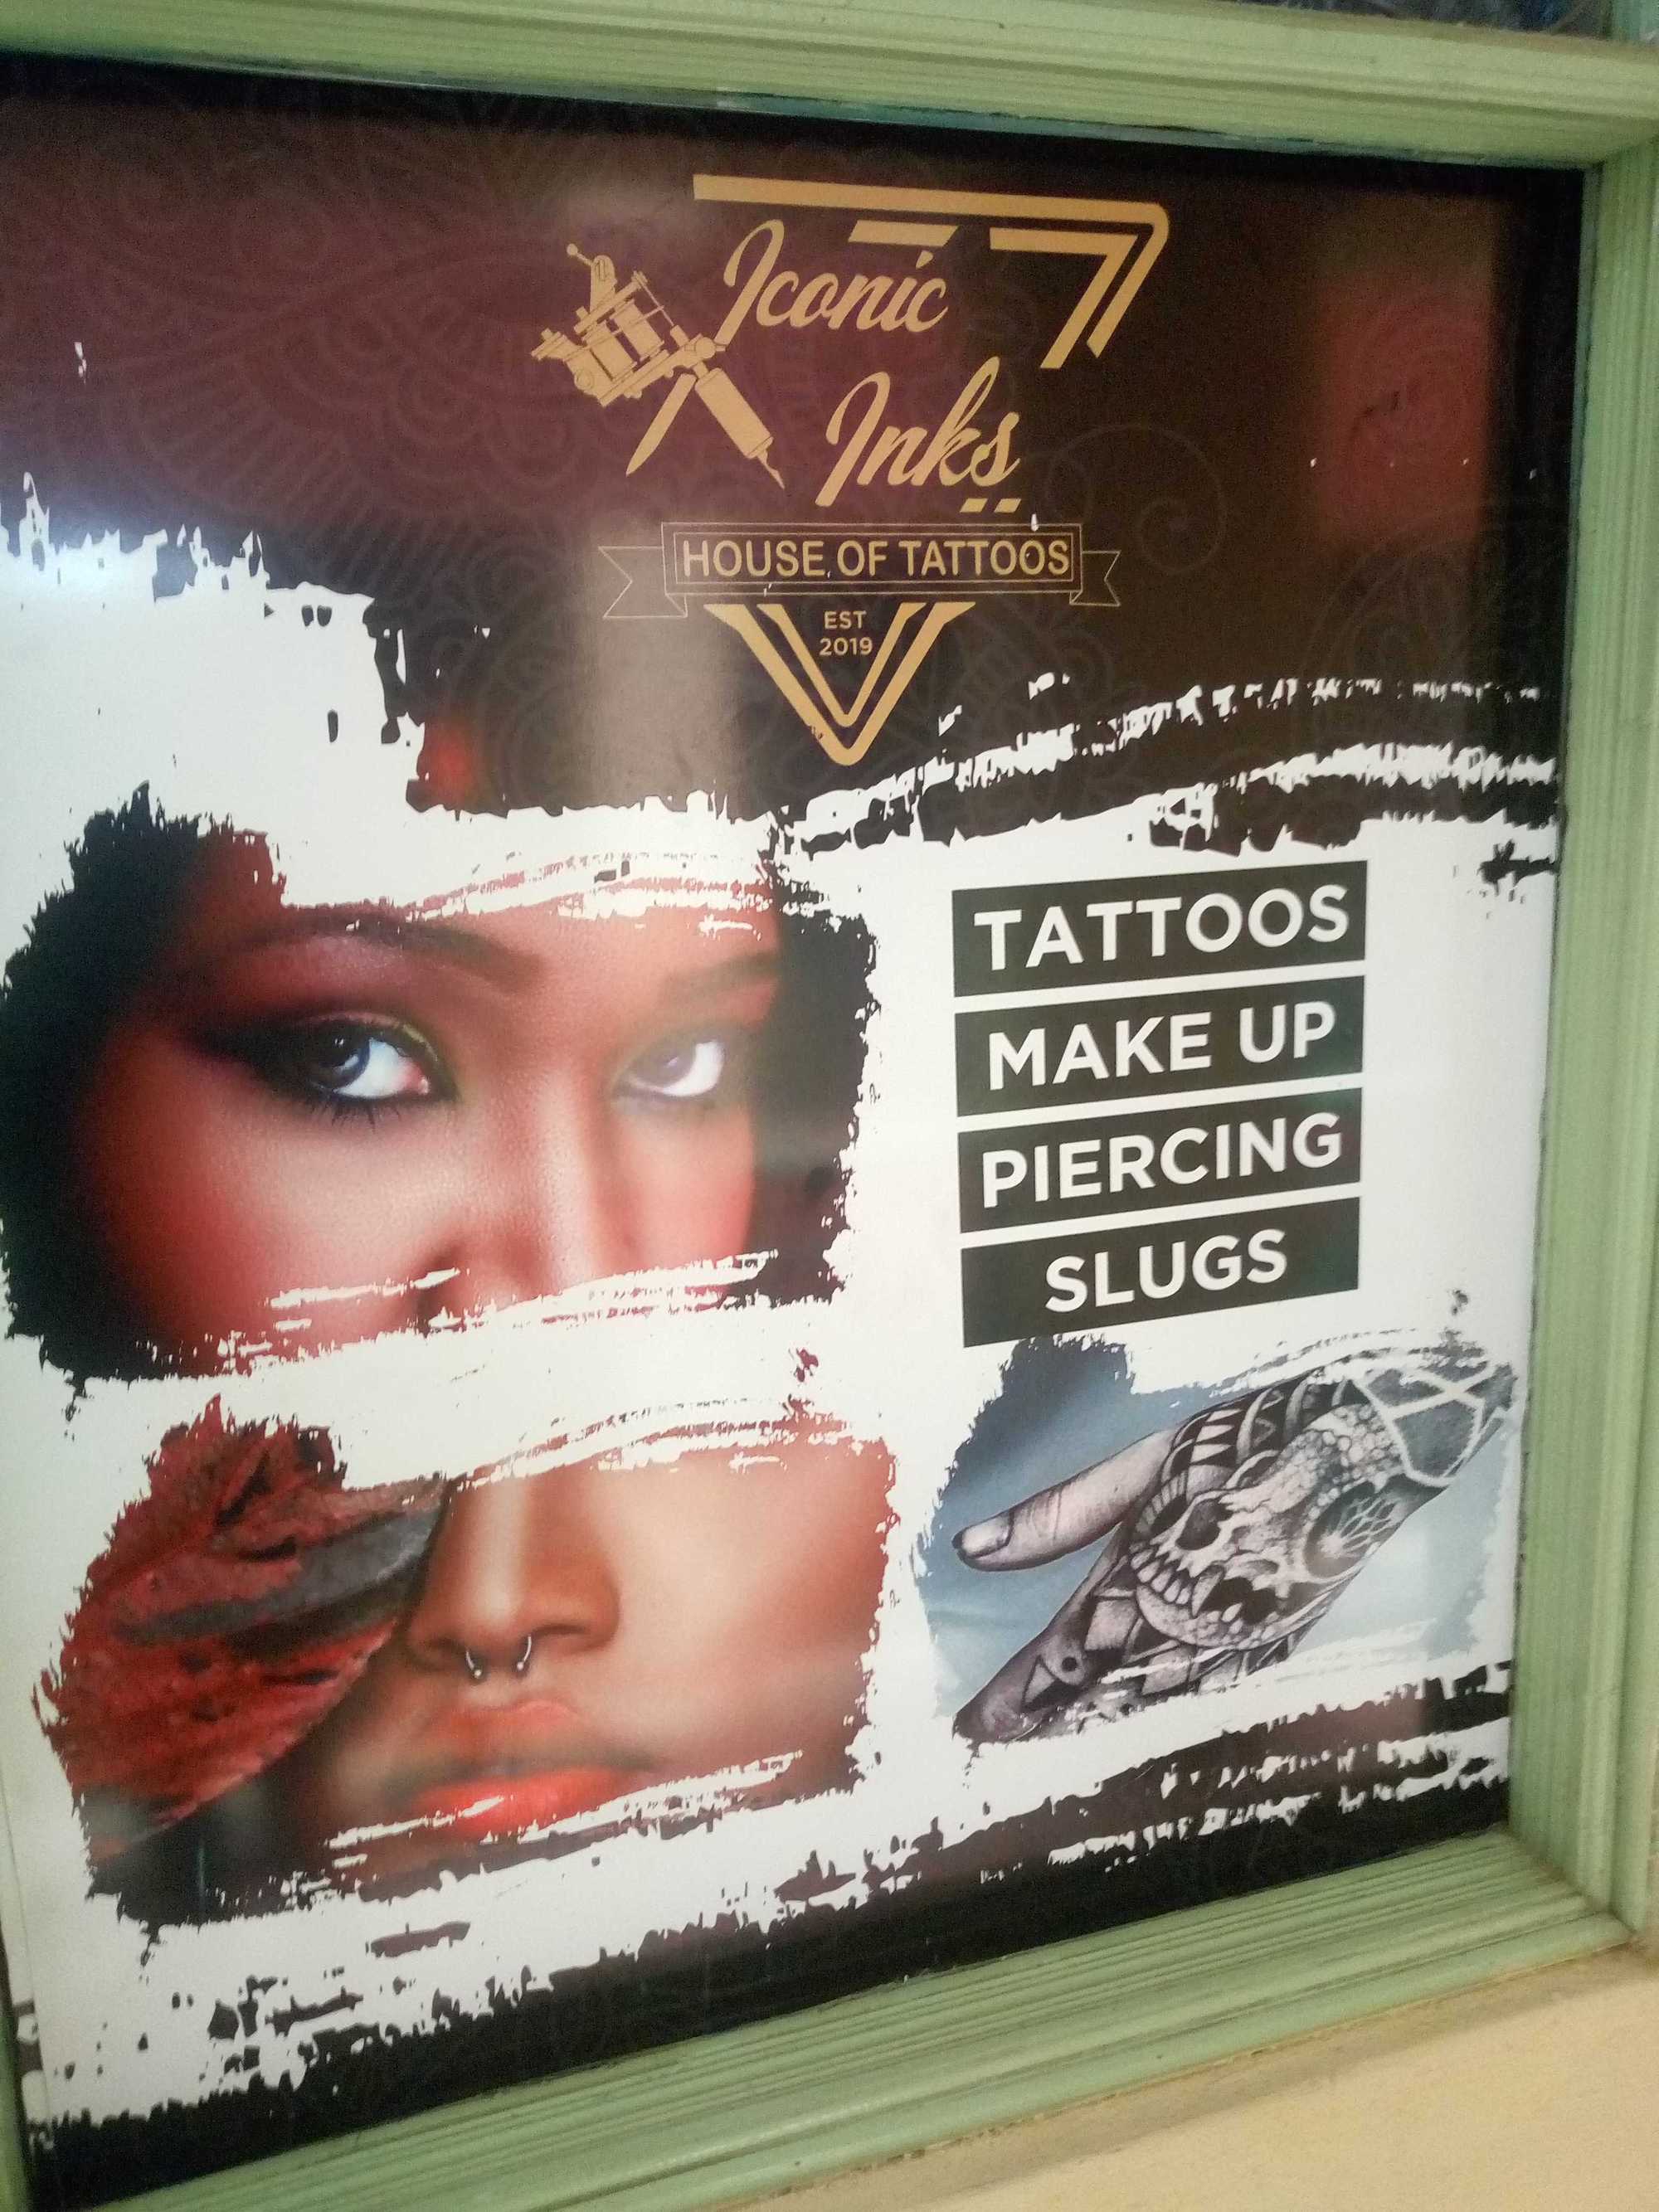 Iconic
Inks
HOUSE OF TATTOOS
EST
2019
TATTOOS
MAKE UP
PIERCING
SLUGS